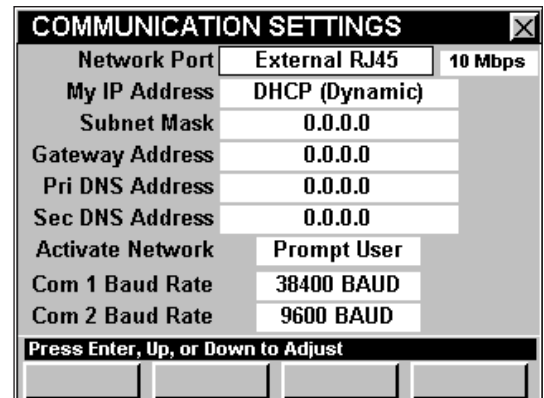 COMMUNICATION SETTINGS
Network Port External RJ45 10 Mbps
My IP Address DHCP (Dynamic)
Subnet Mask 0.0.0.0
Gateway Address 0.0.0.0
Pri DNS Address 0.0.0.0
Sec DNS Address 0.0.0.0
Activate Network Prompt User
Com 1 Baud Rate 38400 BAUD
Com 2 Baud Rate 9600 BAUD
Press Enter, Up, or Down to Adjust